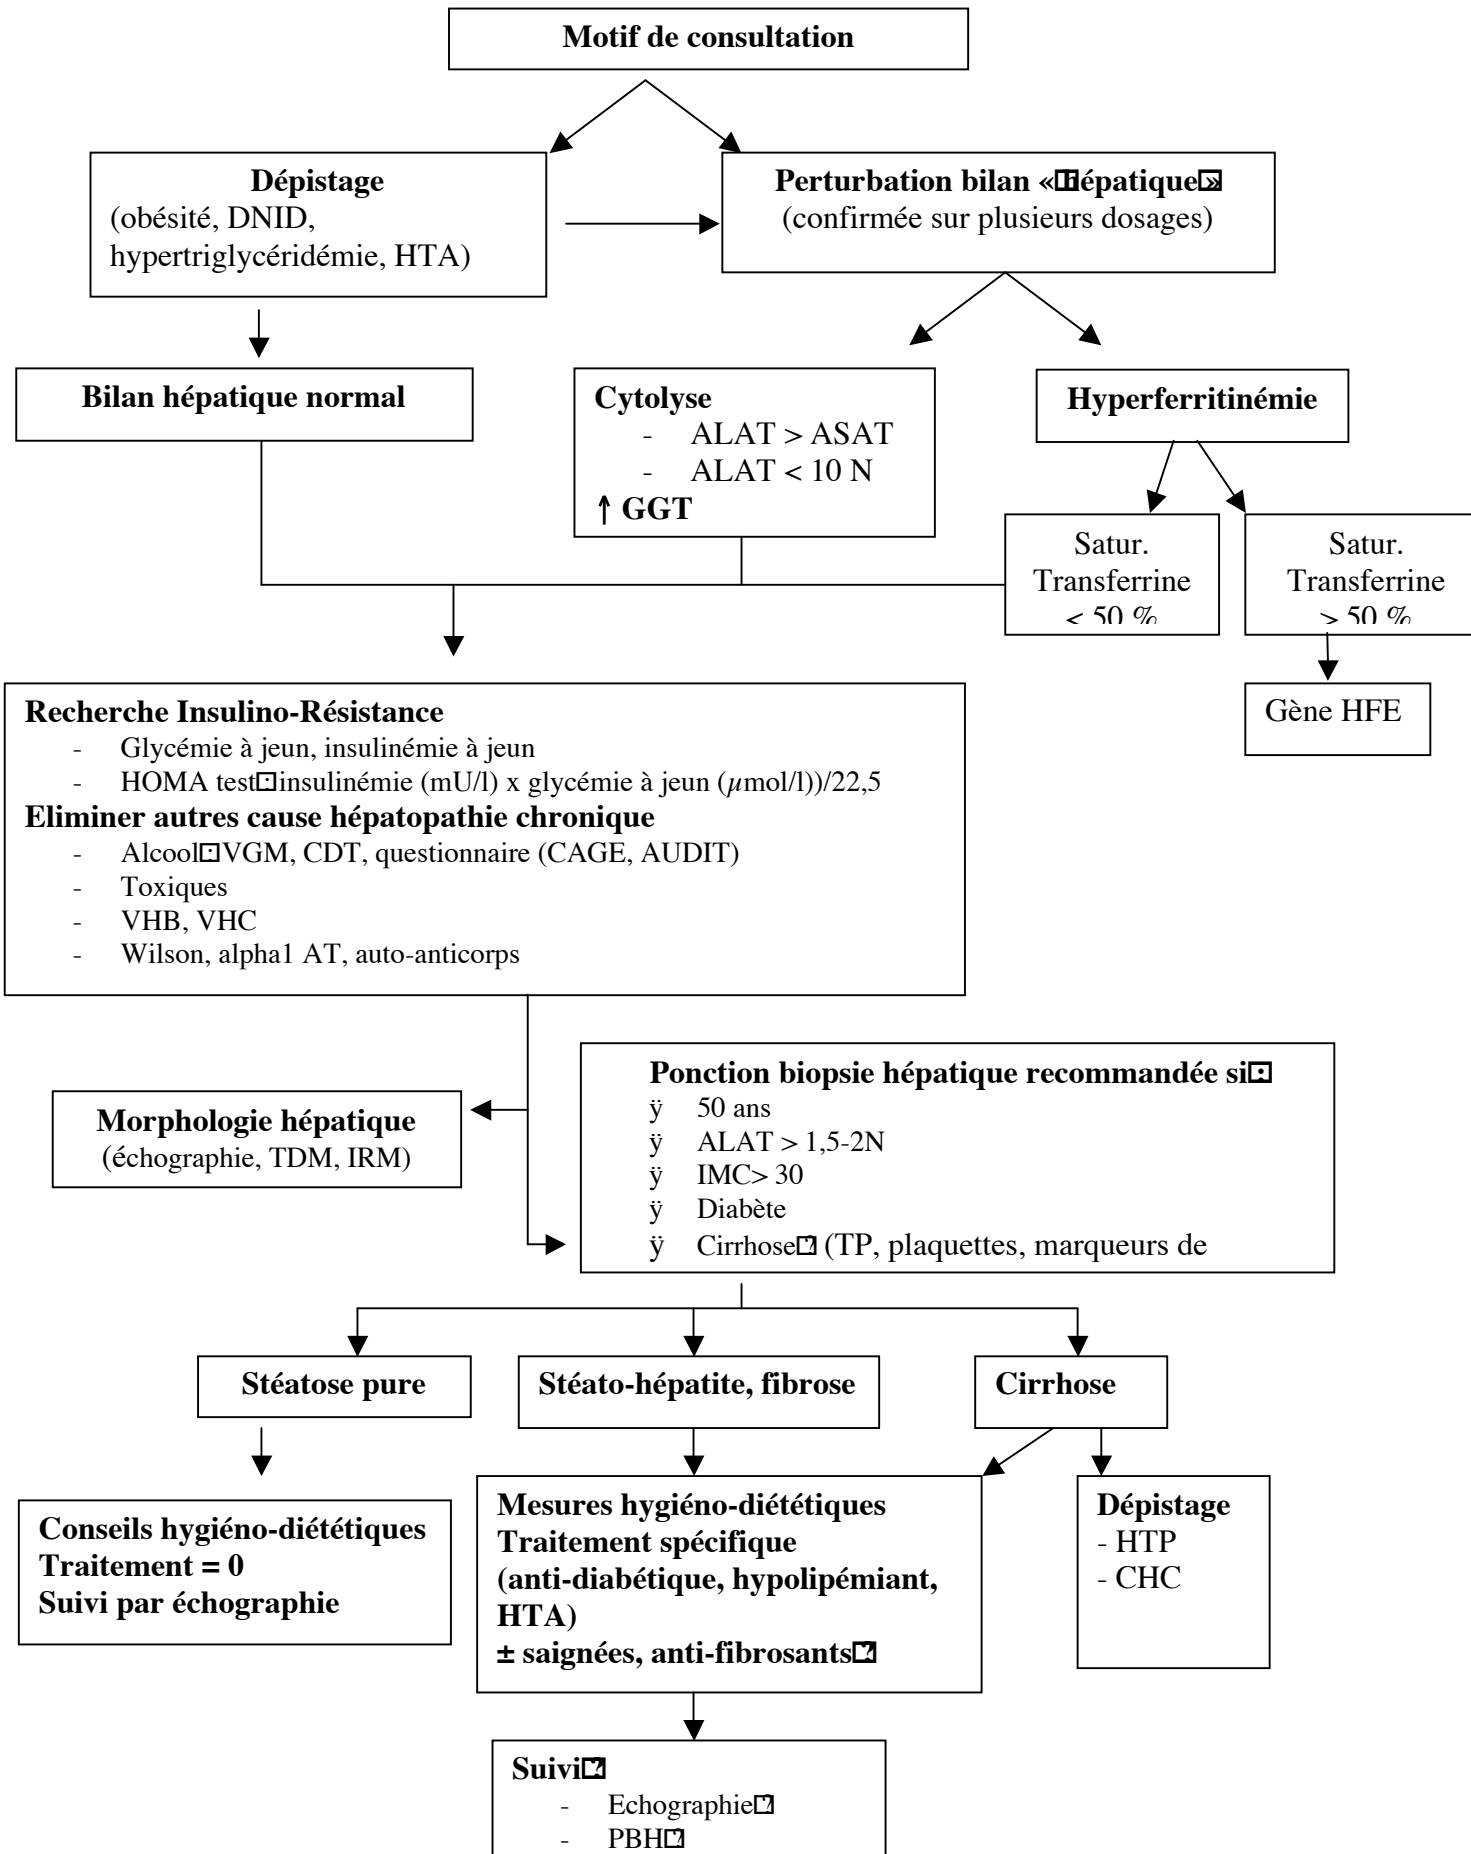 Motif de consultation
Dépistage
(obésité, DNID,
hypertriglycéridémie, HTA)
Perturbation bilan « hépatique »
(confirmée sur plusieurs dosages)
Bilan hépatique normal
Cytolyse
- ALAT > ASAT
- ALAT < 10 N
↑ GGT
Hyperferritinémie
Satur.
Transferrine
< 50 %
Satur.
Transferrine
> 50 %
Gène HFE
Recherche Insulino-Résistance
- Glycémie à jeun, insulinémie à jeun
- HOMA test : insulinémie (mU/l) x glycémie à jeun (µmol/l))/22,5
Eliminer autres cause hépatopathie chronique
- Alcool : VGM, CDT, questionnaire (CAGE, AUDIT)
- Toxiques
- VHB, VHC
- Wilson, alpha1 AT, auto-anticorps
Morphologie hépatique
(échographie, TDM, IRM)
Ponction biopsie hépatique recommandée si :
ÿ 50 ans
ÿ ALAT > 1,5-2N
ÿ IMC> 30
ÿ Diabète
ÿ Cirrhose ? (TP, plaquettes, marqueurs de
Stéatose pure
Stéato-hépatite, fibrose
Cirrhose
Conseils hygiéno-diététiques
Traitement = 0
Suivi par échographie
Mesures hygiéno-diététiques
Traitement spécifique
(anti-diabétique, hypolipémiant,
HTA)
± saignées, anti-fibrosants ?
Dépistage
- HTP
- CHC
Suivi ?
- Echographie ?
- PBH ?